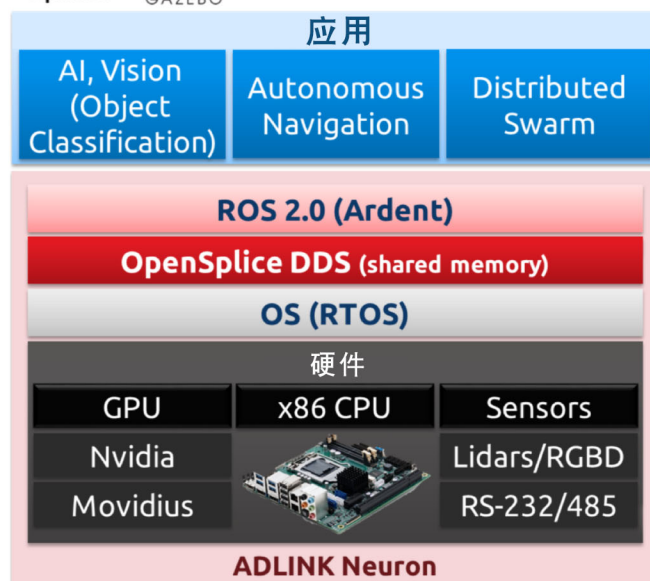 GAZEBO
应用
AI, Vision
(Object
Classification)
Autonomous
Navigation
Distributed
Swarm
ROS 2.0 (Ardent)
OpenSplice DDS (shared memory)
OS (RTOS)
硬件
GPU
x86 CPU
Sensors
Nvidia
Lidars/RGBD
Movidius
RS-232/485
ADLINK Neuron